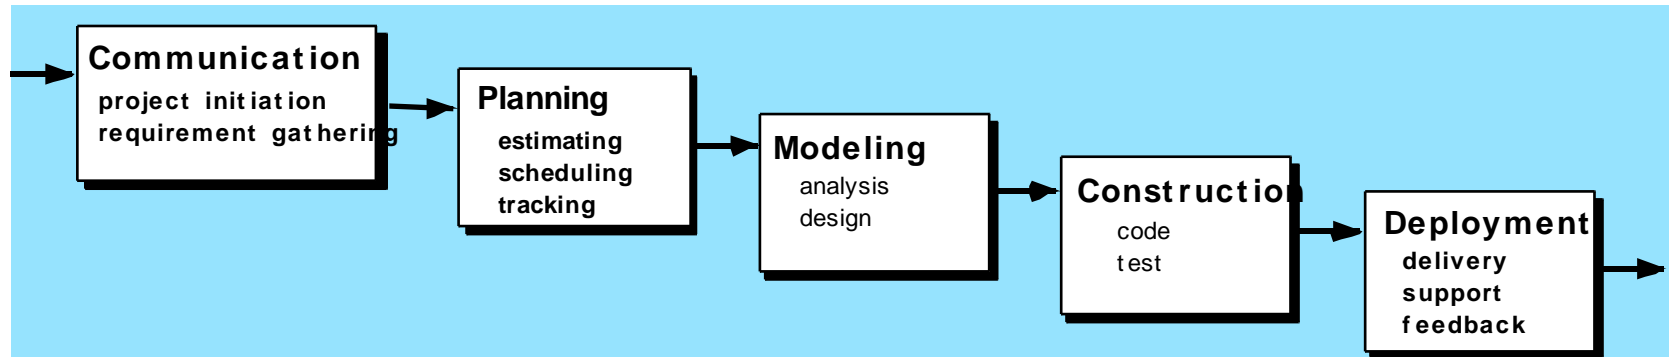 Communication
project initiation
requirement gathering
Planning
estimating
scheduling
tracking
Modeling
analysis
design
Construction
code
test
Deployment
delivery
support
feedback